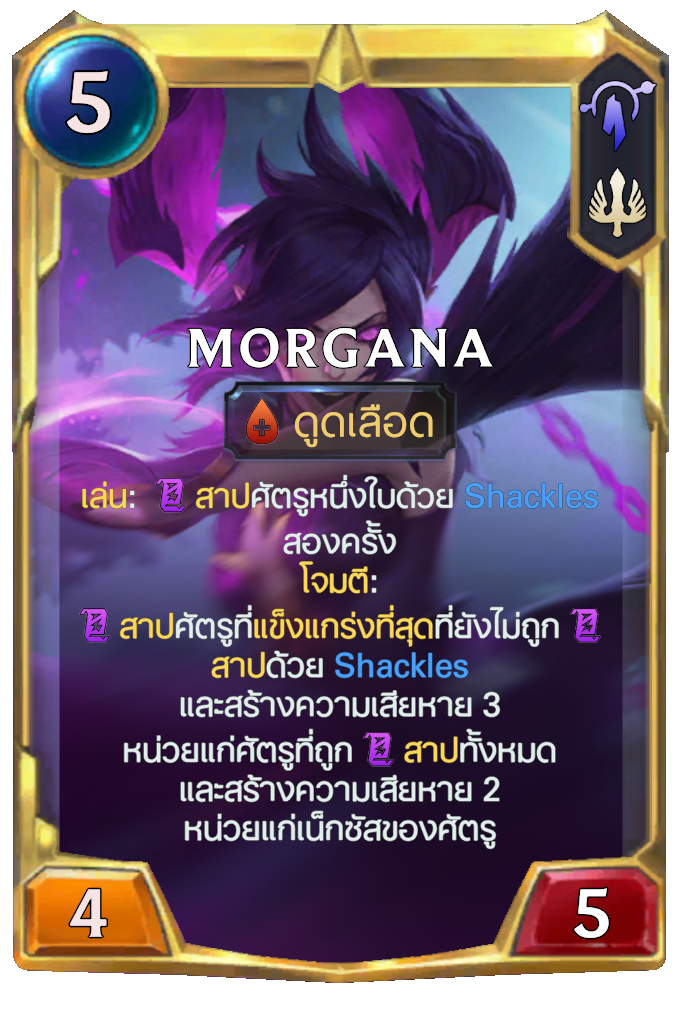 5
MORGANA
ดูดเลือด
เล่น: สาปศัตรูหนึ่งใบด้วย Shackles
สองครั้ง
โจมตี:
สาปศัตรูที่แข็งแกร่งที่สุดที่ยังไม่ถูก
สาปด้วย Shackles
และสร้างความเสียหาย 3
หน่วยแก่ศัตรูที่ถูก สาปทั้งหมด
และสร้างความเสียหาย 2
หน่วยแก่เน็กซัสของศัตรู
4
5